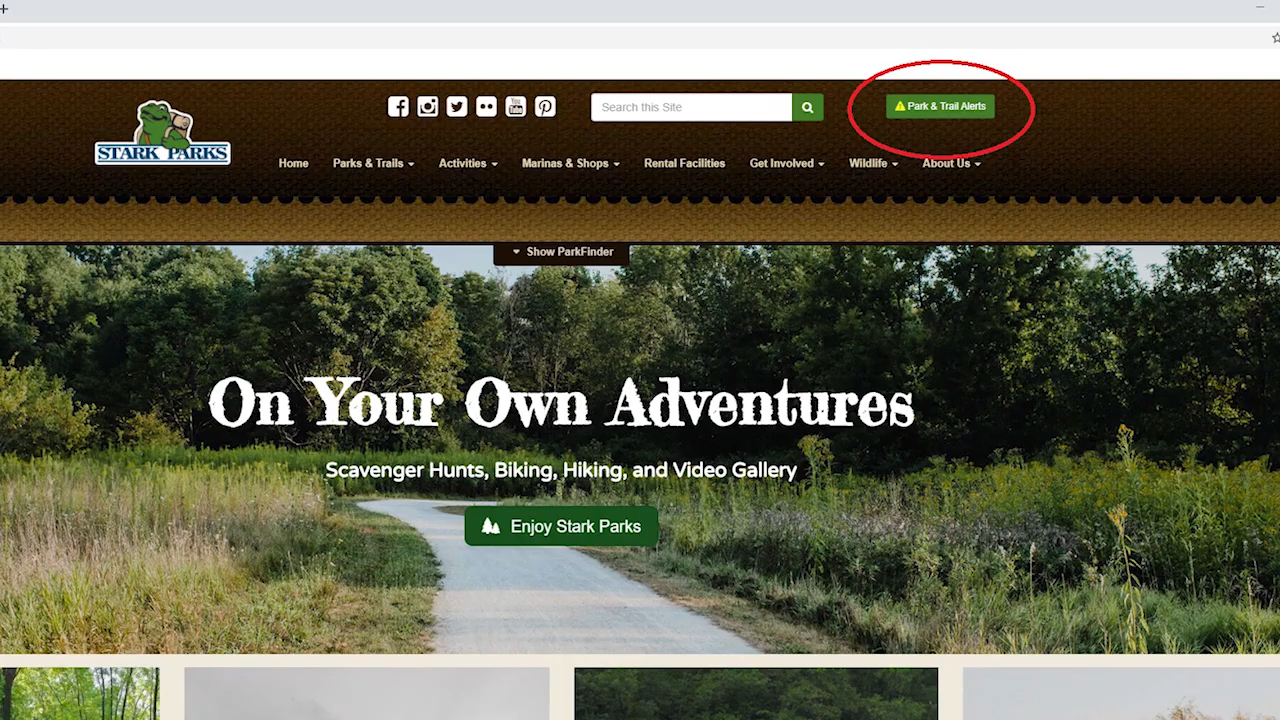 Search this Site
Park & Trail Alerts
STARK PARKS
Home Parks & Trails Activities Marinas & Shops Rental Facilities Get Involved Wildlife About Us
Show ParkFinder
On Your Own Adventures
Scavenger Hunts, Biking, Hiking, and Video Gallery
Enjoy Stark Parks